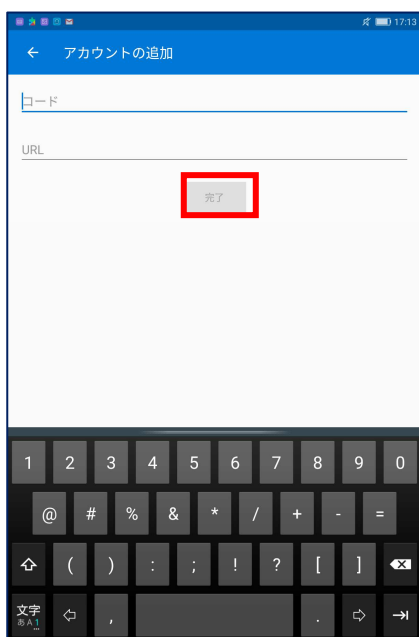 17:13
アカウントの追加
コード
URL
完了
1 2 3 4 5 6 7 8 9 0
@ # % & * / + - =
( ) : ; ! ? [ ]
文字 , .
あ A 1